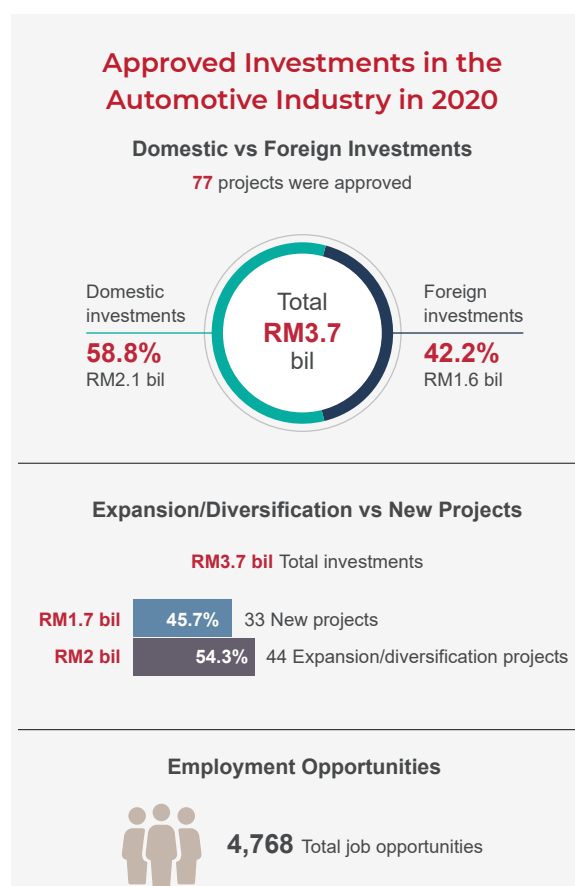 Approved Investments in the
Automotive Industry in 2020
Domestic vs Foreign Investments
77 projects were approved
Domestic
investments
58.8%
RM2.1 bil
Total
RM3.7
bil
Foreign
investments
42.2%
RM1.6 bil
Expansion/Diversification vs New Projects
RM3.7 bil Total investments
RM1.7 bil 45.7% 33 New projects
RM2 bil 54.3% 44 Expansion/diversification projects
Employment Opportunities
4,768 Total job opportunities